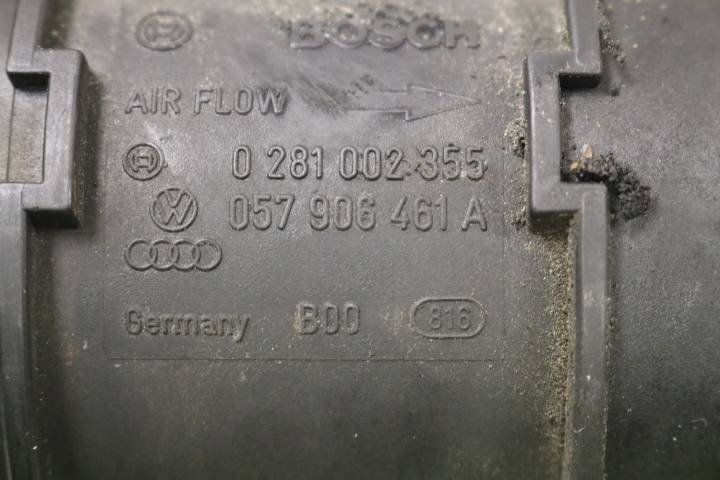 BOSCH
AIR FLOW
0 281 002 355
057 906 461 A
Germany B00 816